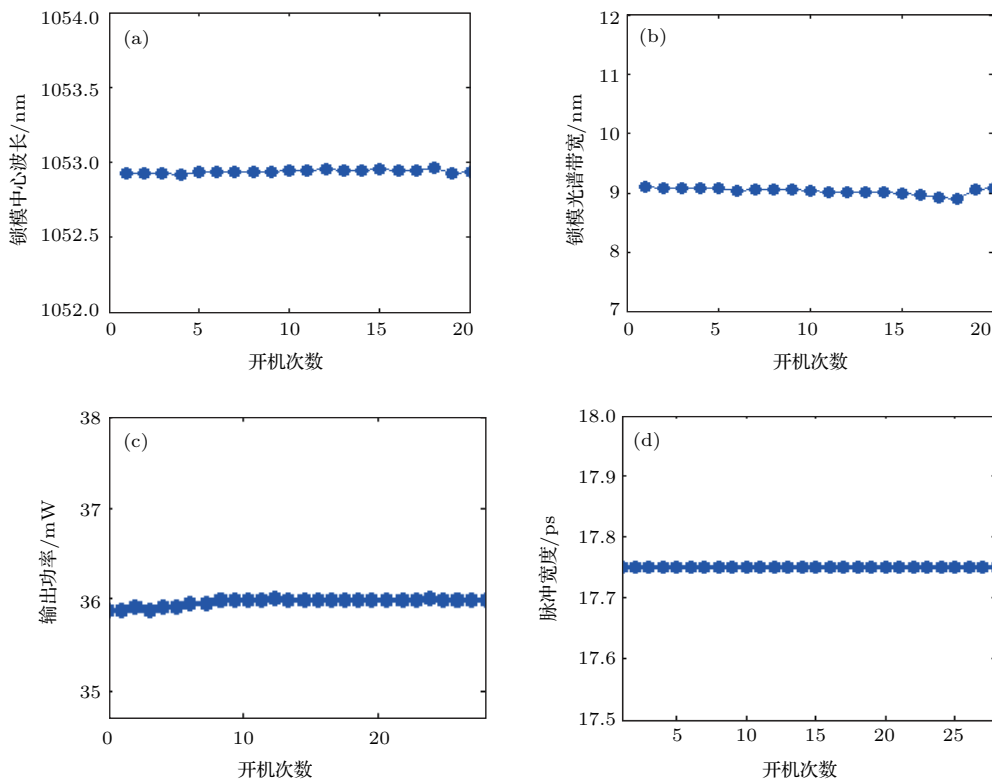 (a)
1054.0
1053.5
1053.0
1052.5
1052.0
锁模中心波长/nm
0 5 10 15 20
开机次数
(b)
12
11
10
9
8
7
锁模光谱带宽/nm
0 5 10 15 20
开机次数
(c)
38
37
36
35
输出功率/mW
0 10 20
开机次数
(d)
18.0
17.9
17.8
17.7
17.6
17.5
脉冲宽度/ps
5 10 15 20 25
开机次数